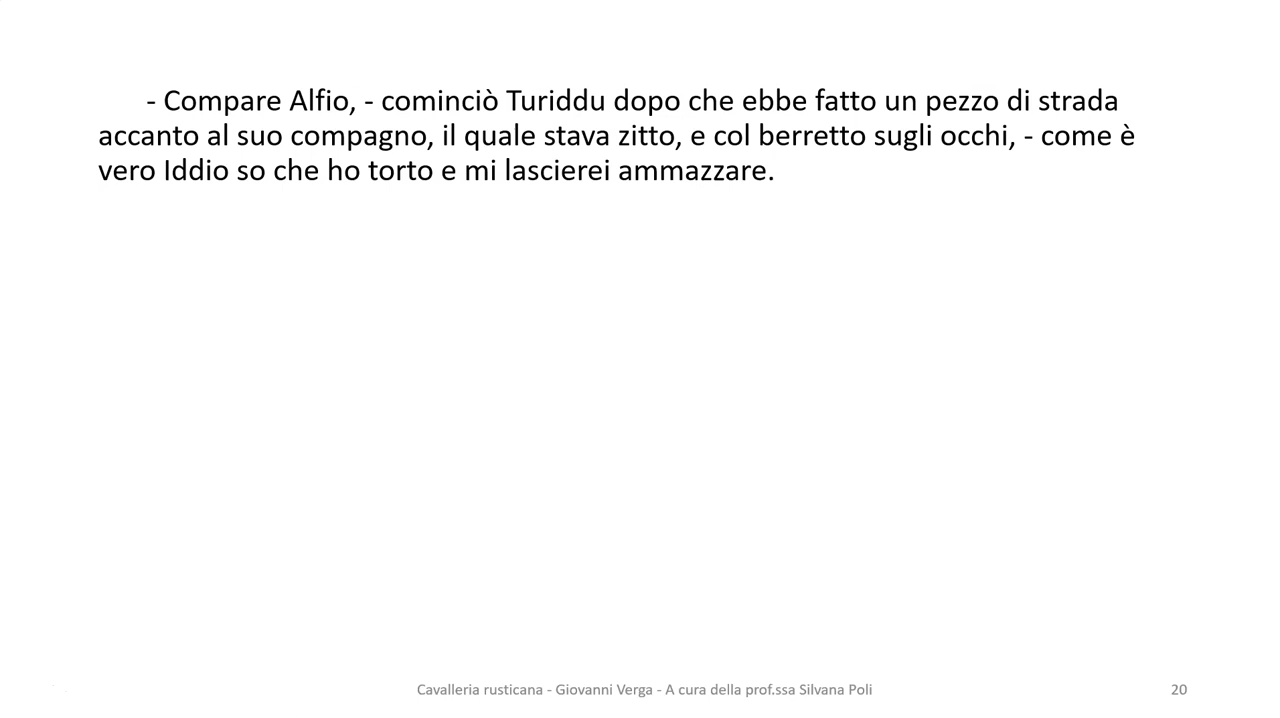 - Compare Alfio, - cominciò Turiddu dopo che ebbe fatto un pezzo di strada
accanto al suo compagno, il quale stava zitto, e col berretto sugli occhi, - come è
vero Iddio so che ho torto e mi lascierei ammazzare.
Cavalleria rusticana - Giovanni Verga - A cura della prof.ssa Silvana Poli
20